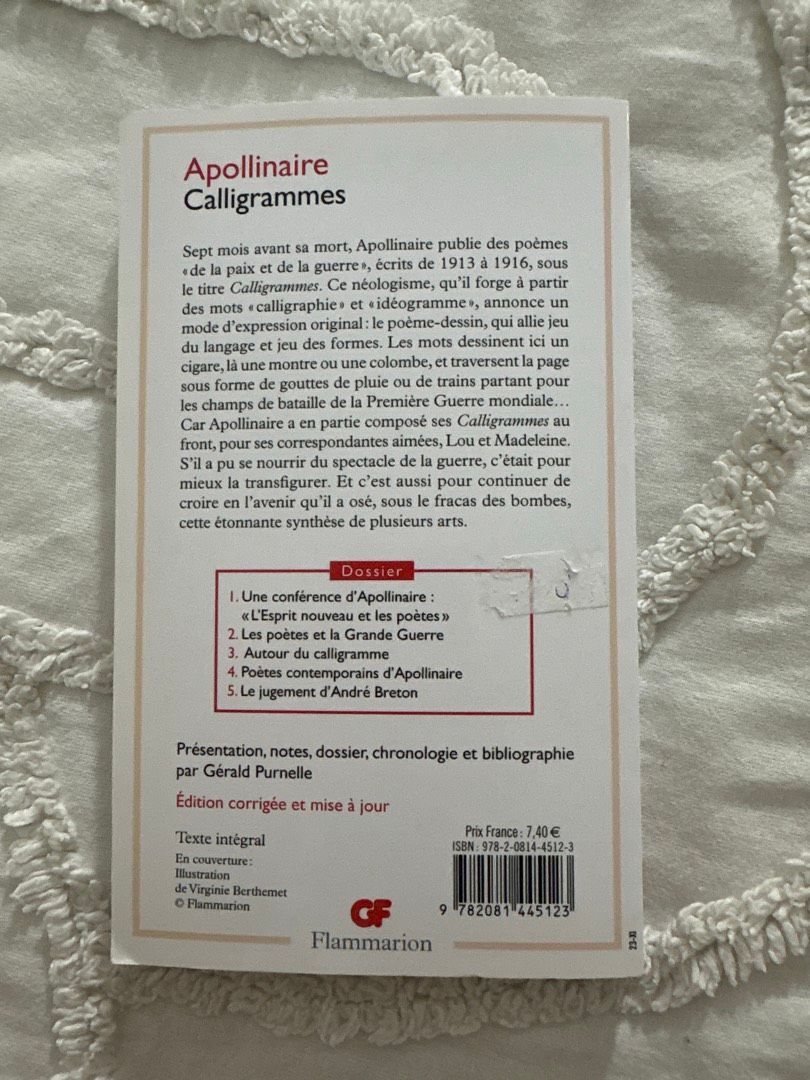 Apollinaire
Calligrammes
Sept mois avant sa mort, Apollinaire publie des poèmes
«de la paix et de la guerre», écrits de 1913 à 1916, sous
le titre Calligrammes. Ce néologisme, qu'il forge à partir
des mots «calligraphie» et «idéogramme», annonce un
mode d'expression original : le poème-dessin, qui allie jeu
du langage et jeu des formes. Les mots dessinent ici un
cigare, là une montre ou une colombe, et traversent la page
sous forme de gouttes de pluie ou de trains partant pour
les champs de bataille de la Première Guerre mondiale…
Car Apollinaire a en partie composé ses Calligrammes au
front, pour ses correspondantes aimées, Lou et Madeleine.
S'il a pu se nourrir du spectacle de la guerre, c'était pour
mieux la transfigurer. Et c'est aussi pour continuer de
croire en l'avenir qu'il a osé, sous le fracas des bombes,
cette étonnante synthèse de plusieurs arts.
Dossier
1. Une conférence d'Apollinaire :
«L'Esprit nouveau et les poètes»
2. Les poètes et la Grande Guerre
3. Autour du calligramme
4. Poètes contemporains d'Apollinaire
5. Le jugement d'André Breton
Présentation, notes, dossier, chronologie et bibliographie
par Gérald Purnelle
Édition corrigée et mise à jour
Texte intégral
En couverture :
Illustration
de Virginie Berthemet
© Flammarion
Prix France : 7,40 €
ISBN : 978-2-0814-4512-3
9 782081 445123
GF
Flammarion
23-XI